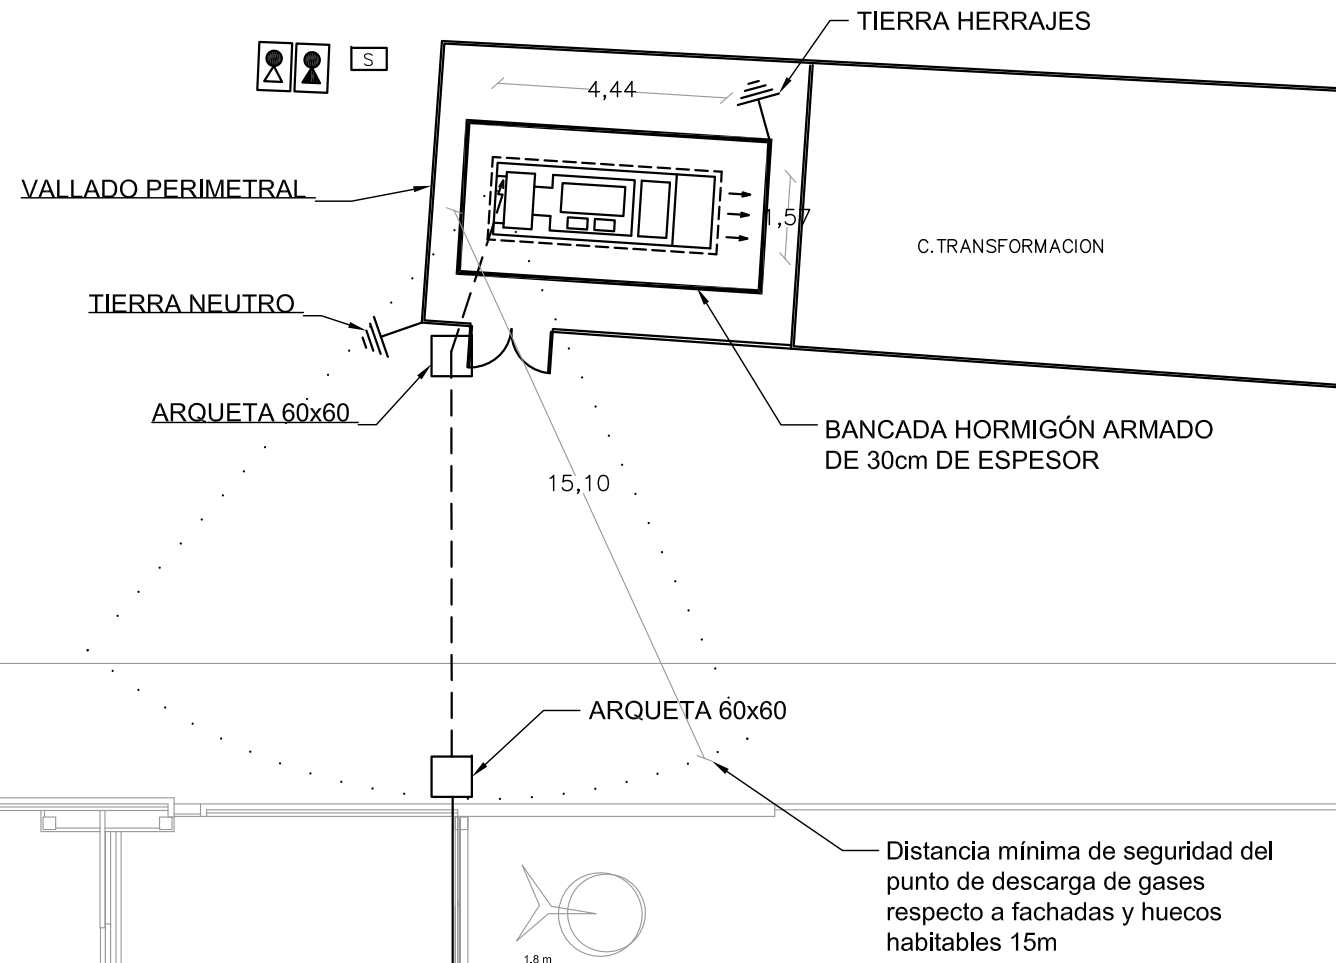 TIERRA HERRAJES
S
4,44
VALLADO PERIMETRAL
1,57
C.TRANSFORMACION
TIERRA NEUTRO
ARQUETA 60x60
BANCADA HORMIGÓN ARMADO
DE 30cm DE ESPESOR
15,10
ARQUETA 60x60
Distancia mínima de seguridad del
punto de descarga de gases
respecto a fachadas y huecos
habitables 15m
1,8 m